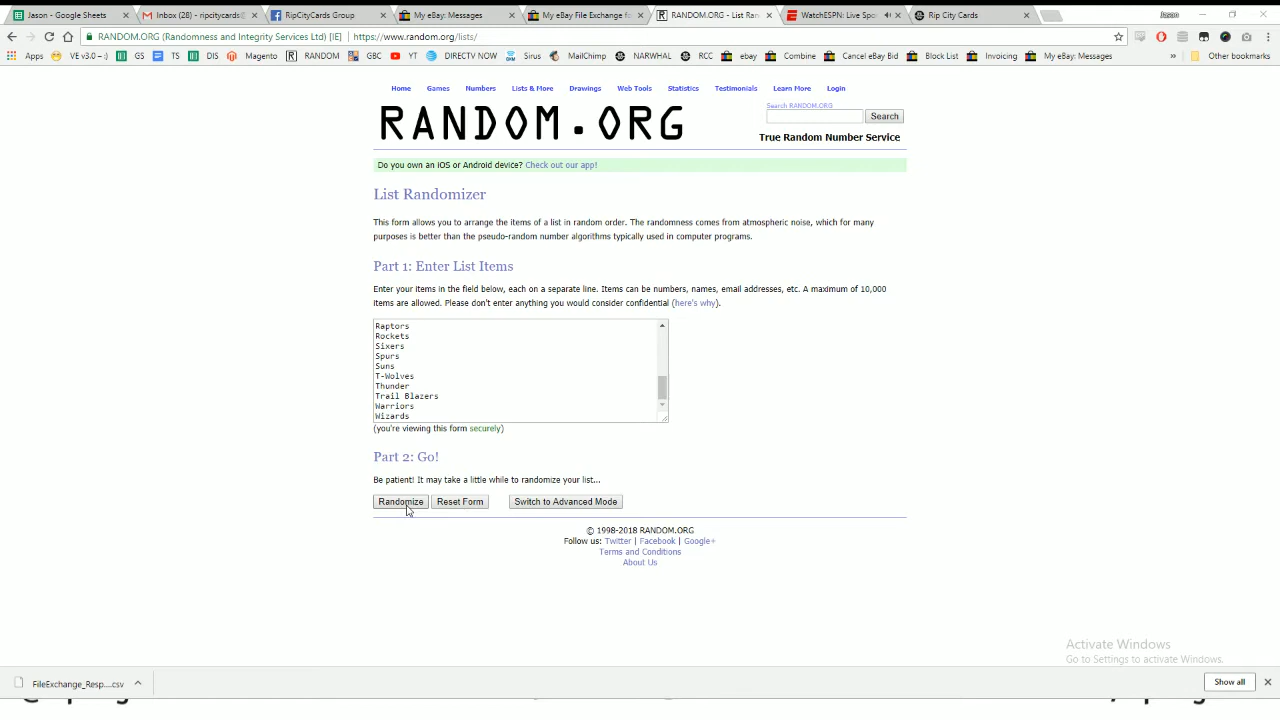 Jason - Google Sheets
Inbox (28) - ripcitycards@
RipCityCards Group
My eBay: Messages
My eBay File Exchange fo
RANDOM.ORG - List Ran
WatchESPN: Live Spo
Rip City Cards
Jason
RANDOM.ORG (Randomness and Integrity Services Ltd) [IE]
https://www.random.org/lists/
Apps
VE v3.0 -:)
GS
TS
DIS
Magento
RANDOM
GBC
YT
DIRECTV NOW
Sirus
MailChimp
NARWHAL
RCC
ebay
Combine
Cancel eBay Bid
Block List
Invoicing
My eBay: Messages
»
Other bookmarks
Home
Games
Numbers
Lists & More
Drawings
Web Tools
Statistics
Testimonials
Learn More
Login
RANDOM.ORG
Search RANDOM.ORG
Search
True Random Number Service
Do you own an iOS or Android device? Check out our app!
List Randomizer
This form allows you to arrange the items of a list in random order. The randomness comes from atmospheric noise, which for many
purposes is better than the pseudo-random number algorithms typically used in computer programs.
Part 1: Enter List Items
Enter your items in the field below, each on a separate line. Items can be numbers, names, email addresses, etc. A maximum of 10,000
items are allowed. Please don't enter anything you would consider confidential (here's why).
Raptors
Rockets
Sixers
Spurs
Suns
T-Wolves
Thunder
Trail Blazers
Warriors
Wizards
(you're viewing this form securely)
Part 2: Go!
Be patient! It may take a little while to randomize your list...
Randomize
Reset Form
Switch to Advanced Mode
© 1998-2018 RANDOM.ORG
Follow us: Twitter | Facebook | Google+
Terms and Conditions
About Us
Activate Windows
Go to Settings to activate Windows.
FileExchange_Resp....csv
Show all